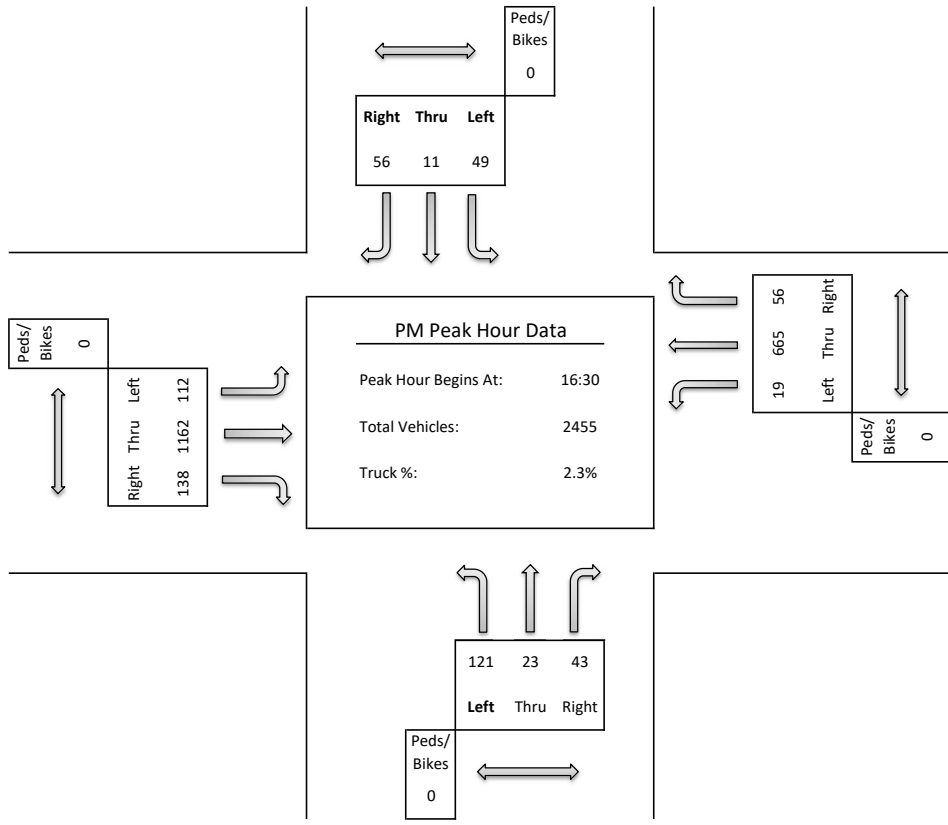 Peds/
Bikes
0
Right Thru Left
56 11 49
Peds/
Bikes
0
Left Thru Right
112 1162 138
PM Peak Hour Data
Peak Hour Begins At: 16:30
Total Vehicles: 2455
Truck %: 2.3%
56 665 19
Right Thru Left
Peds/
Bikes
0
121 23 43
Left Thru Right
Peds/
Bikes
0